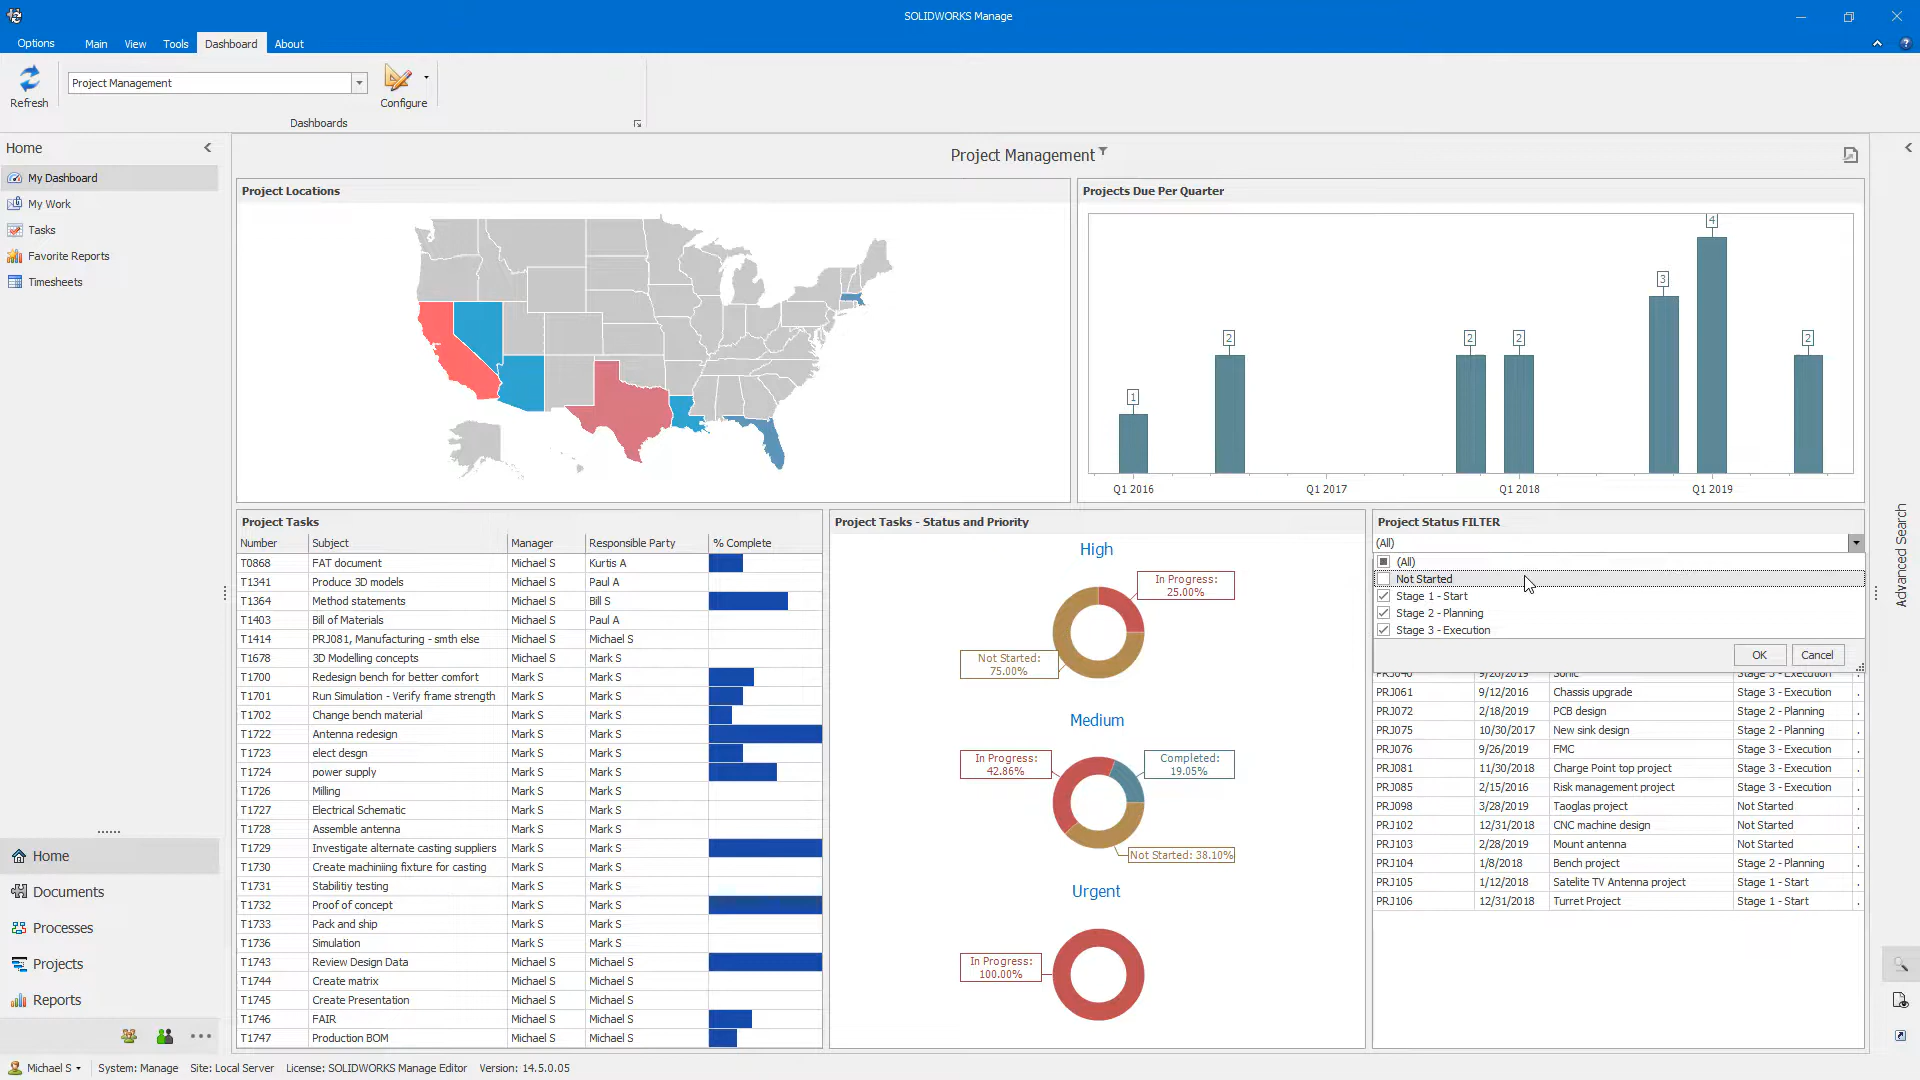 SOLIDWORKS Manage
Options Main View Tools Dashboard About
Refresh
Project Management
Configure
Dashboards
Home
My Dashboard
My Work
Tasks
Favorite Reports
Timesheets
Home
Documents
Processes
Projects
Reports
Project Management
Project Locations
Projects Due Per Quarter
1
2
2
2
3
4
2
Q1 2016 Q1 2017 Q1 2018 Q1 2019
Project Tasks
Number Subject Manager Responsible Party % Complete
T0868 FAT document Michael S Kurtis A
T1341 Produce 3D models Michael S Paul A
T1364 Method statements Michael S Bill S
T1403 Bill of Materials Michael S Paul A
T1414 PRJ081, Manufacturing - smth else Michael S Michael S
T1678 3D Modelling concepts Michael S Mark S
T1700 Redesign bench for better comfort Mark S Mark S
T1701 Run Simulation - Verify frame strength Mark S Mark S
T1702 Change bench material Mark S Mark S
T1722 Antenna redesign Mark S Mark S
T1723 elect desgn Mark S Mark S
T1724 power supply Mark S Mark S
T1726 Milling Mark S Mark S
T1727 Electrical Schematic Mark S Mark S
T1728 Assemble antenna Mark S Mark S
T1729 Investigate alternate casting suppliers Mark S Mark S
T1730 Create machiniing fixture for casting Mark S Mark S
T1731 Stabilitiy testing Mark S Mark S
T1732 Proof of concept Mark S Mark S
T1733 Pack and ship Mark S Mark S
T1736 Simulation Mark S Mark S
T1743 Review Design Data Michael S Michael S
T1744 Create matrix Michael S Michael S
T1745 Create Presentation Michael S Michael S
T1746 FAIR Michael S Michael S
T1747 Production BOM Michael S Michael S
Project Tasks - Status and Priority
High
In Progress:
25.00%
Not Started:
75.00%
Medium
In Progress:
42.86%
Completed:
19.05%
Not Started: 38.10%
Urgent
In Progress:
100.00%
Project Status FILTER
(All)
(All)
Not Started
Stage 1 - Start
Stage 2 - Planning
Stage 3 - Execution
OK Cancel
PRJ061 9/12/2016 Chassis upgrade Stage 3 - Execution .
PRJ072 2/18/2019 PCB design Stage 2 - Planning .
PRJ075 10/30/2017 New sink design Stage 2 - Planning .
PRJ076 9/26/2019 FMC Stage 3 - Execution .
PRJ081 11/30/2018 Charge Point top project Stage 3 - Execution .
PRJ085 2/15/2016 Risk management project Stage 3 - Execution .
PRJ098 3/28/2019 Taoglas project Not Started .
PRJ102 12/31/2018 CNC machine design Not Started .
PRJ103 2/28/2019 Mount antenna Not Started .
PRJ104 1/8/2018 Bench project Stage 2 - Planning .
PRJ105 1/12/2018 Satelite TV Antenna project Stage 1 - Start .
PRJ106 12/31/2018 Turret Project Stage 1 - Start .
Advanced Search
Michael S System: Manage Site: Local Server License: SOLIDWORKS Manage Editor Version: 14.5.0.05